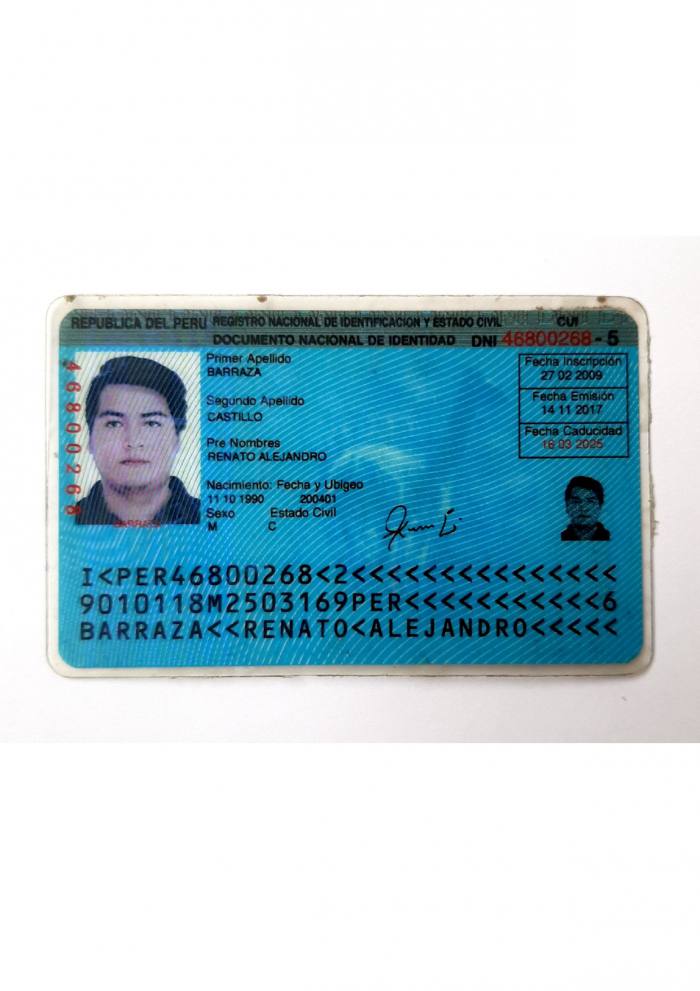 REPUBLICA DEL PERU REGISTRO NACIONAL DE IDENTIFICACION Y ESTADO CIVIL CUI
DOCUMENTO NACIONAL DE IDENTIDAD DNI 46800268 - 5
46800268
Primer Apellido
BARRAZA
Segundo Apellido
CASTILLO
Pre Nombres
RENATO ALEJANDRO
Nacimiento: Fecha y Ubigeo
11 10 1990 200401
Sexo Estado Civil
M C
Fecha Inscripción
27 02 2009
Fecha Emisión
14 11 2017
Fecha Caducidad
16 03 2025
BARRAZA
I<PER46800268<2<<<<<<<<<<<<<<<
9010118M2503169PER<<<<<<<<<<<6
BARRAZA<<RENATO<ALEJANDRO<<<<<